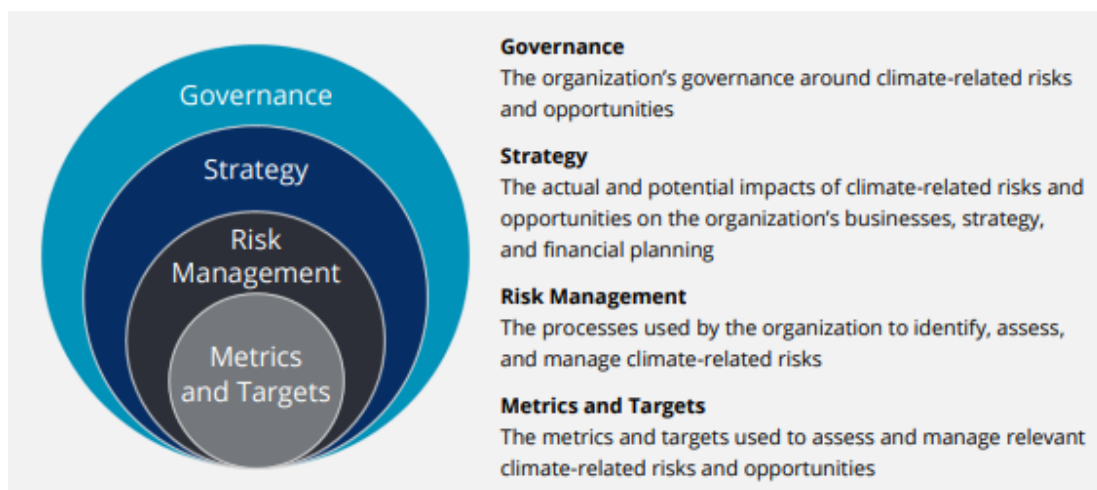 Governance
Strategy
Risk
Management
Metrics
and Targets
Governance
The organization’s governance around climate-related risks
and opportunities
Strategy
The actual and potential impacts of climate-related risks and
opportunities on the organization’s businesses, strategy,
and financial planning
Risk Management
The processes used by the organization to identify, assess,
and manage climate-related risks
Metrics and Targets
The metrics and targets used to assess and manage relevant
climate-related risks and opportunities